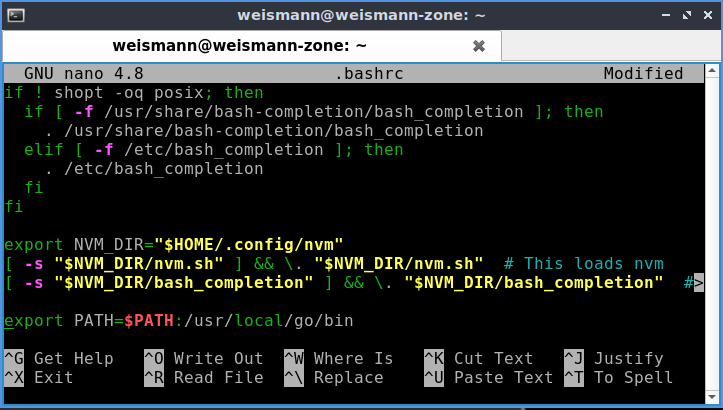 weismann@weismann-zone: ~
weismann@weismann-zone: ~
GNU nano 4.8 .bashrc Modified
if ! shopt -oq posix; then
  if [ -f /usr/share/bash-completion/bash_completion ]; then
    . /usr/share/bash-completion/bash_completion
  elif [ -f /etc/bash_completion ]; then
    . /etc/bash_completion
  fi
fi
export NVM_DIR="$HOME/.config/nvm"
[ -s "$NVM_DIR/nvm.sh" ] && \. "$NVM_DIR/nvm.sh"  # This loads nvm
[ -s "$NVM_DIR/bash_completion" ] && \. "$NVM_DIR/bash_completion"  #>
export PATH=$PATH:/usr/local/go/bin
^G Get Help ^O Write Out ^W Where Is ^K Cut Text ^J Justify
^X Exit ^R Read File ^\ Replace ^U Paste Text ^T To Spell